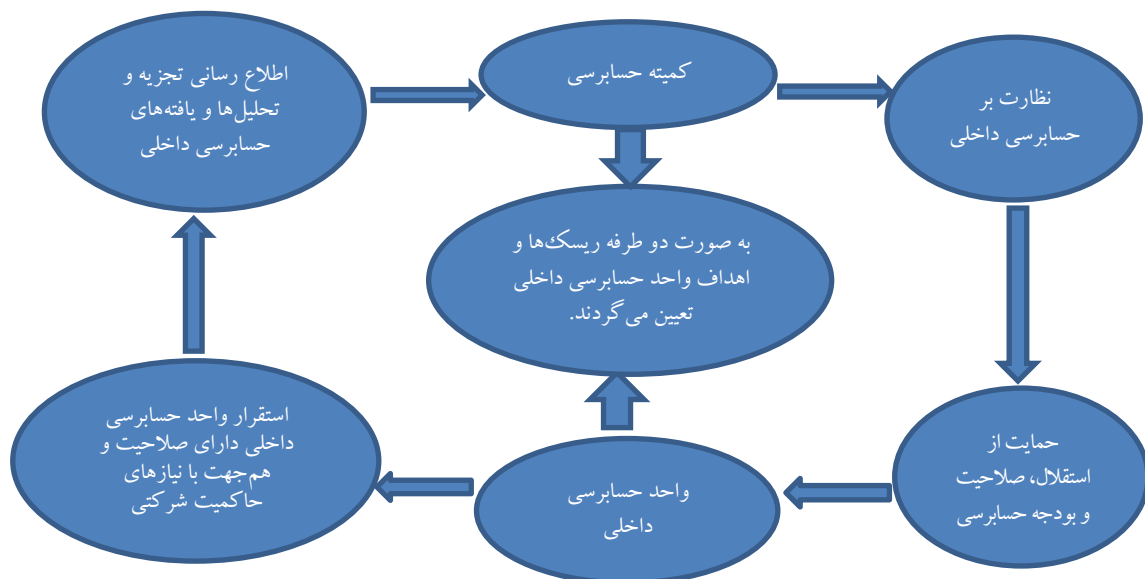 کمیته حسابرسی
نظارت بر
حسابرسی داخلی
حمایت از
استقلال، صلاحیت
و بودجه حسابرسی
واحد حسابرسی
داخلی
استقرار واحد حسابرسی
داخلی دارای صلاحیت و
هم‌جهت با نیازهای
حاکمیت شرکتی
اطلاع رسانی تجزیه و
تحلیل‌ها و یافته‌های
حسابرسی داخلی
به صورت دو طرفه ریسک‌ها و
اهداف واحد حسابرسی داخلی
تعیین می‌گردند.